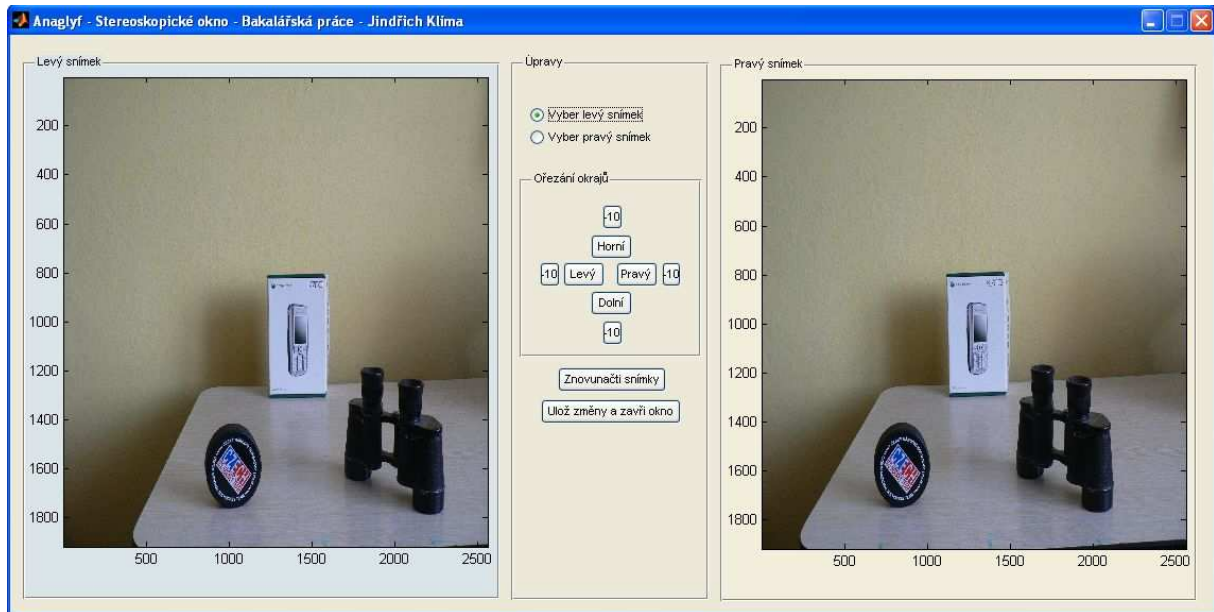 Anaglyf - Stereoskopické okno - Bakalářská práce - Jindřich Klíma
Levý snímek
200
400
600
800
1000
1200
1400
1600
1800
500 1000 1500 2000 2500
CZECH
Úpravy
Vyber levý snímek
Vyber pravý snímek
Ořezání okrajů
-10
Horní
-10 Levý Pravý -10
Dolní
-10
Znovunačti snímky
Ulož změny a zavři okno
Pravý snímek
200
400
600
800
1000
1200
1400
1600
1800
500 1000 1500 2000 2500
CZECH